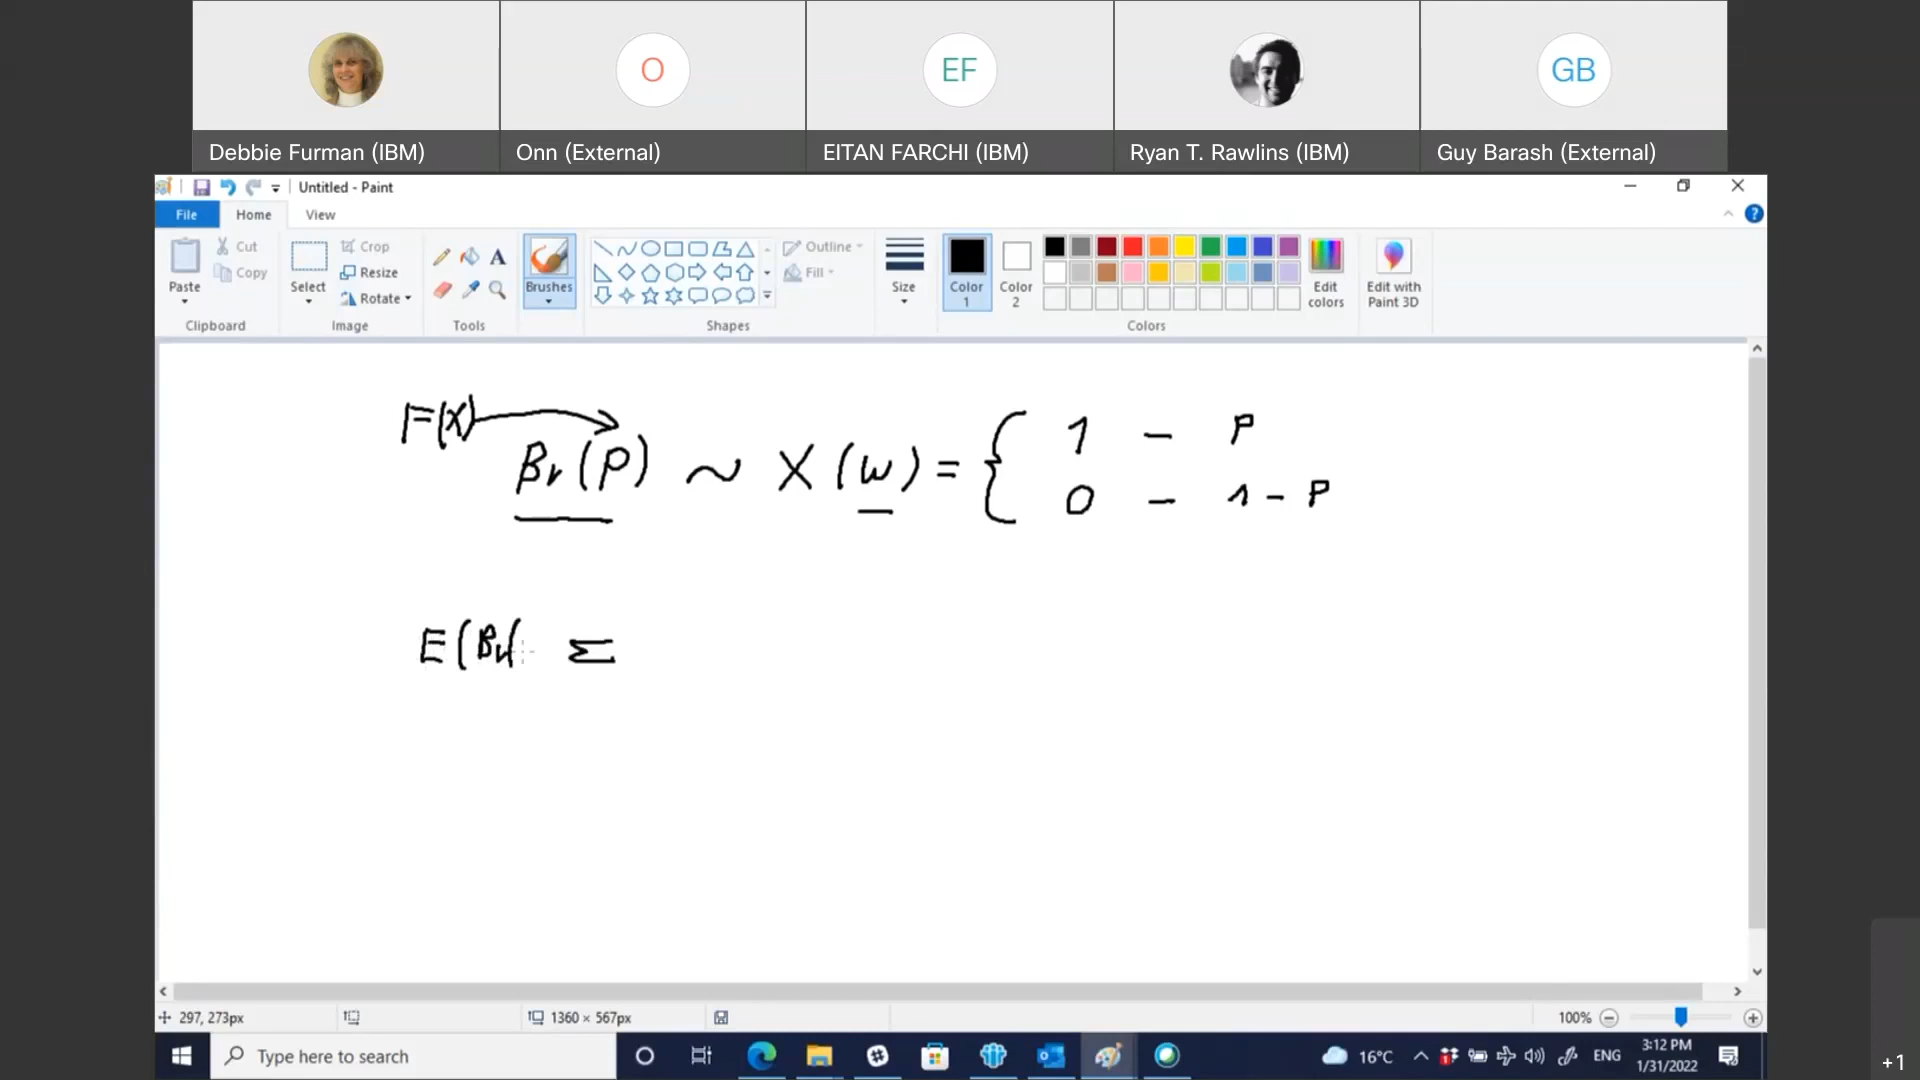 O EF GB
Debbie Furman (IBM) Onn (External) EITAN FARCHI (IBM) Ryan T. Rawlins (IBM) Guy Barash (External)
Untitled - Paint
File Home View
Paste Cut Copy Select Crop Resize Rotate A Brushes Outline Fill Size Color 1 Color 2 Edit colors Edit with Paint 3D
Clipboard Image Tools Shapes Colors
F(X)
Br(P) ~ X(w) = { 1 - P
0 - 1 - P
E(Br( Σ
297, 273px 1360 × 567px 100%
Type here to search 16°C ENG 3:12 PM
1/31/2022
+1